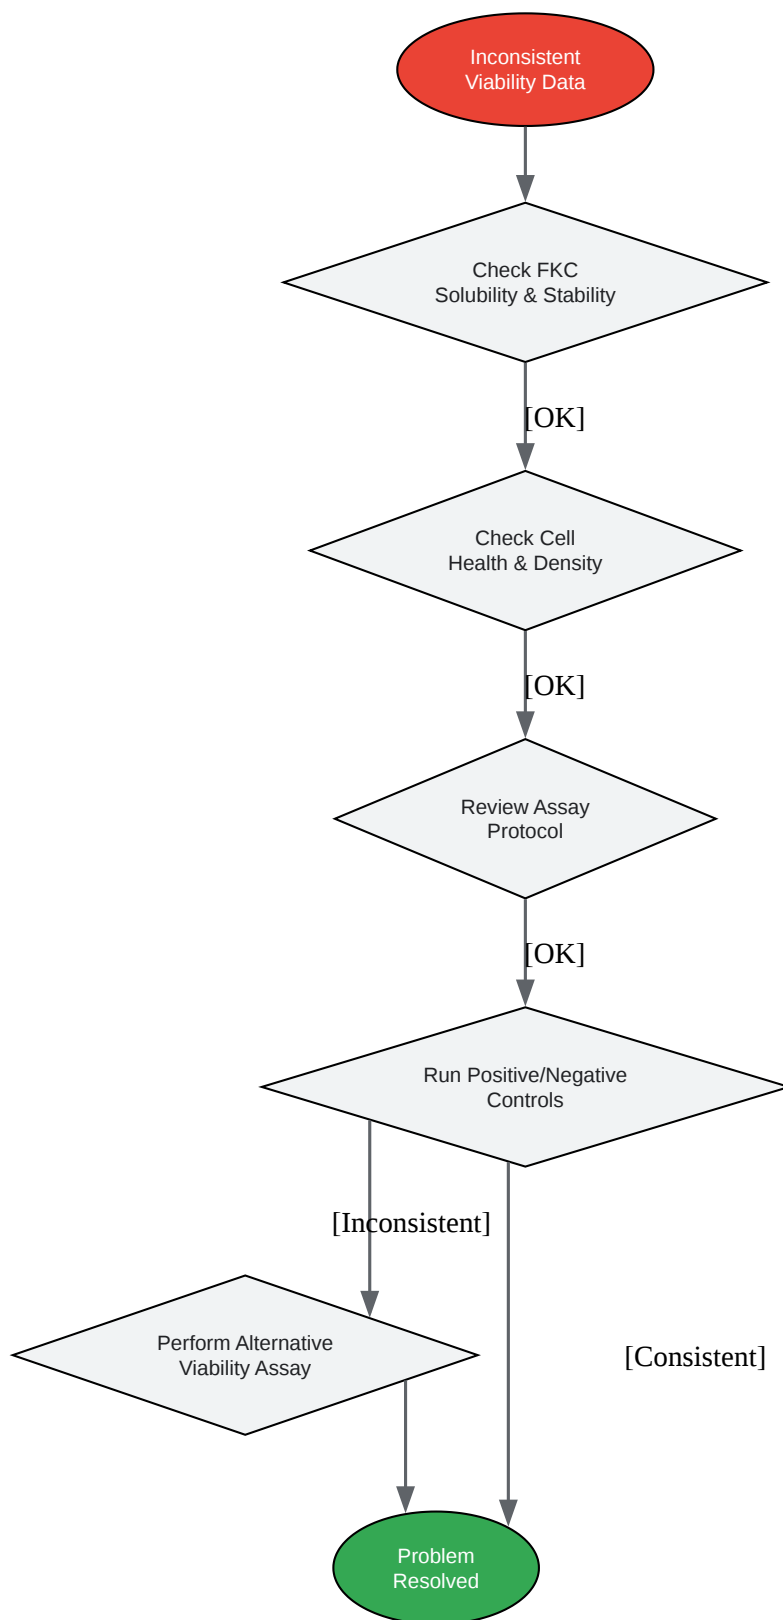 Inconsistent
Viability Data
Check FKC
Solubility & Stability
[OK]
Check Cell
Health & Density
[OK]
Review Assay
Protocol
[OK]
Run Positive/Negative
Controls
[Inconsistent]
Perform Alternative
Viability Assay
[Consistent]
Problem
Resolved